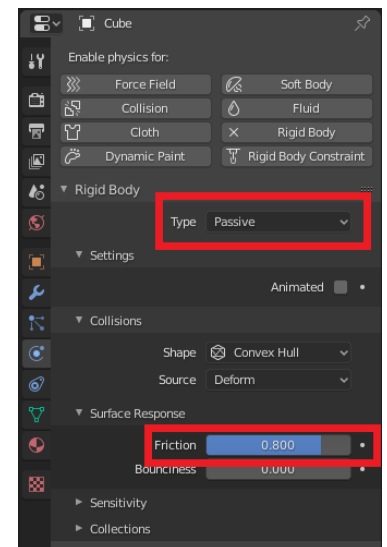 Cube
Enable physics for:
Force Field Soft Body
Collision Fluid
Cloth Rigid Body
Dynamic Paint Rigid Body Constraint
Rigid Body
Type Passive
Settings
Animated
Collisions
Shape Convex Hull
Source Deform
Surface Response
Friction 0.800
Bounciness 0.000
Sensitivity
Collections